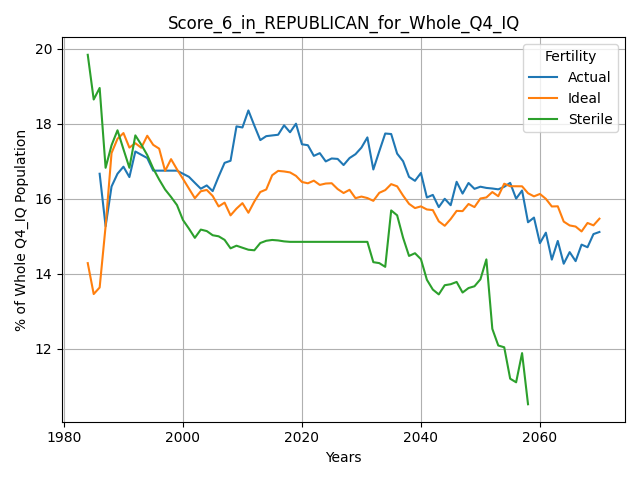 Score_6_in_REPUBLICAN_for_Whole_Q4_IQ
% of Whole Q4_IQ Population
20
18
16
14
12
Fertility
Actual
Ideal
Sterile
1980
2000
2020
2040
2060
Years